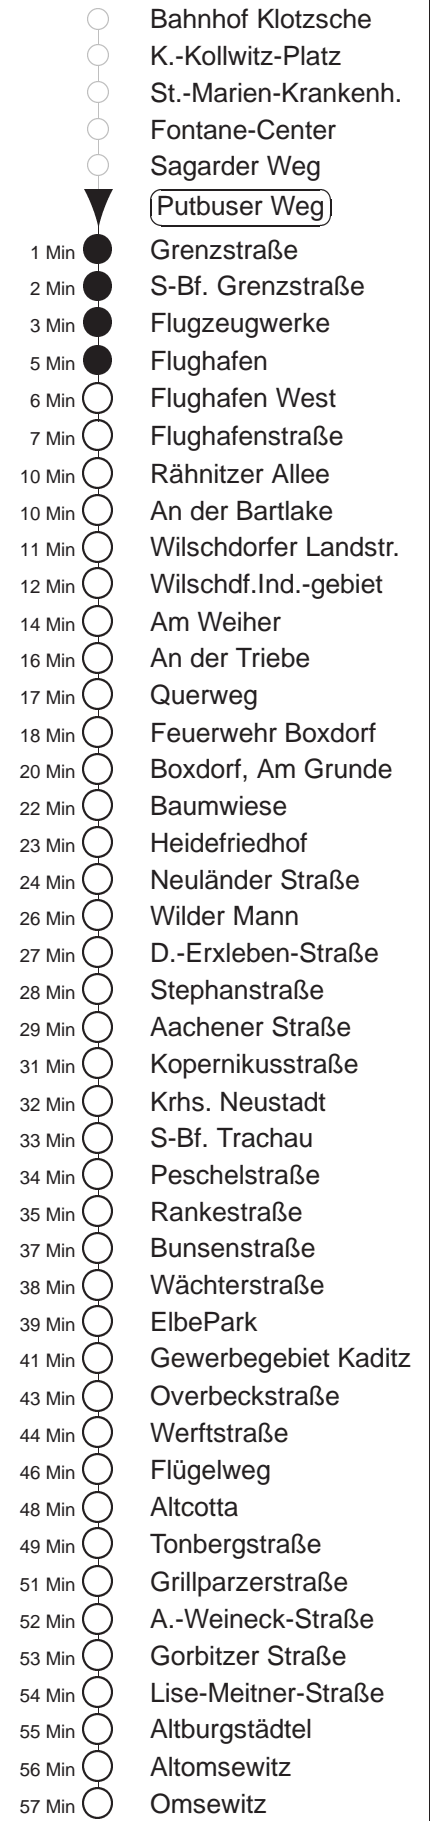 Bahnhof Klotzsche
K.-Kollwitz-Platz
St.-Marien-Krankenh.
Fontane-Center
Sagarder Weg
Putbuser Weg
1 Min Grenzstraße
2 Min S-Bf. Grenzstraße
3 Min Flugzeugwerke
5 Min Flughafen
6 Min Flughafen West
7 Min Flughafenstraße
10 Min Rähnitzer Allee
10 Min An der Bartlake
11 Min Wilschdorfer Landstr.
12 Min Wilschdf.Ind.-gebiet
14 Min Am Weiher
16 Min An der Triebe
17 Min Querweg
18 Min Feuerwehr Boxdorf
20 Min Boxdorf, Am Grunde
22 Min Baumwiese
23 Min Heidefriedhof
24 Min Neuländer Straße
26 Min Wilder Mann
27 Min D.-Erxleben-Straße
28 Min Stephanstraße
29 Min Aachener Straße
31 Min Kopernikusstraße
32 Min Krhs. Neustadt
33 Min S-Bf. Trachau
34 Min Peschelstraße
35 Min Rankestraße
37 Min Bunsenstraße
38 Min Wächterstraße
39 Min ElbePark
41 Min Gewerbegebiet Kaditz
43 Min Overbeckstraße
44 Min Werftstraße
46 Min Flügelweg
48 Min Altcotta
49 Min Tonbergstraße
51 Min Grillparzerstraße
52 Min A.-Weineck-Straße
53 Min Gorbitzer Straße
54 Min Lise-Meitner-Straße
55 Min Altburgstädtel
56 Min Altomsewitz
57 Min Omsewitz